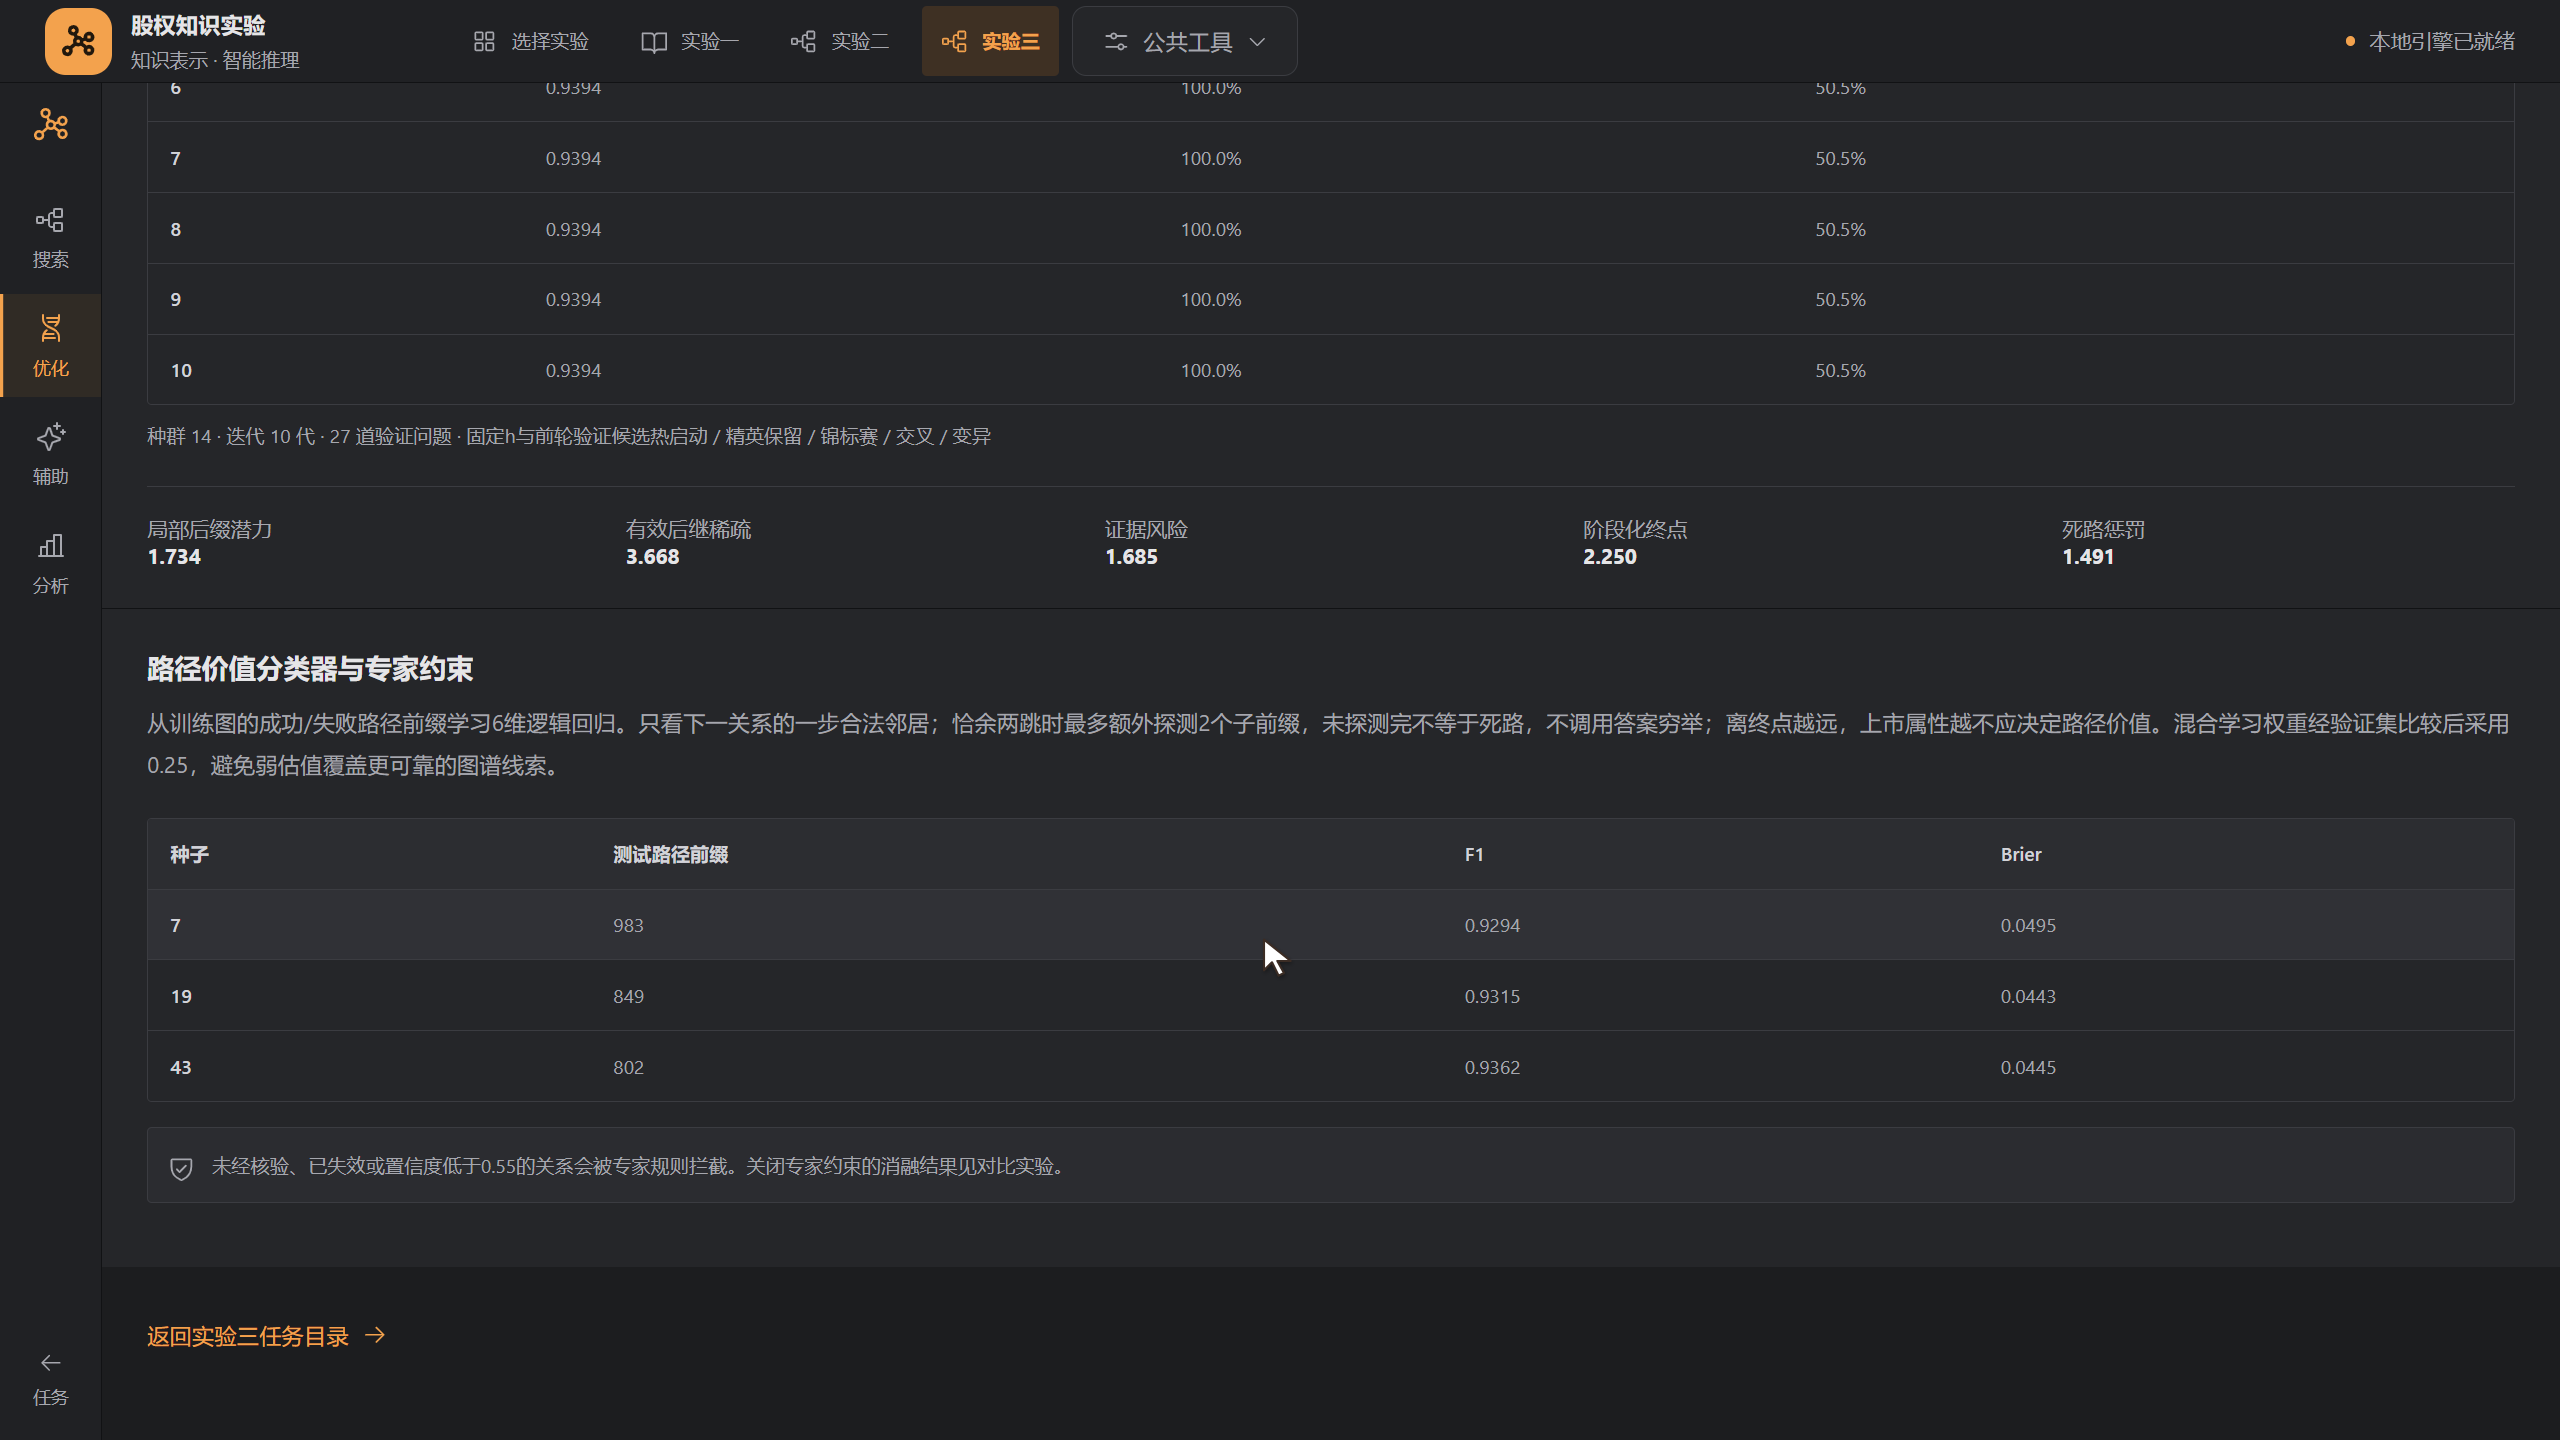 股权知识实验
知识表示 · 智能推理
选择实验
实验一
实验二
实验三
公共工具
本地引擎已就绪
搜索
优化
辅助
分析
任务
6 0.9394 100.0% 50.5%
7 0.9394 100.0% 50.5%
8 0.9394 100.0% 50.5%
9 0.9394 100.0% 50.5%
10 0.9394 100.0% 50.5%
种群 14 · 迭代 10 代 · 27 道验证问题 · 固定h与前轮验证候选热启动 / 精英保留 / 锦标赛 / 交叉 / 变异
局部后缀潜力 有效后继稀疏 证据风险 阶段化终点 死路惩罚
1.734 3.668 1.685 2.250 1.491
路径价值分类器与专家约束
从训练图的成功/失败路径前缀学习6维逻辑回归。只看下一关系的一步合法邻居；恰余两跳时最多额外探测2个子前缀，未探测完不等于死路，不调用答案穷举；离终点越远，上市属性越不应决定路径价值。混合学习权重经验证集比较后采用
0.25，避免弱估值覆盖更可靠的图谱线索。
种子 测试路径前缀 F1 Brier
7 983 0.9294 0.0495
19 849 0.9315 0.0443
43 802 0.9362 0.0445
未经核验、已失效或置信度低于0.55的关系会被专家规则拦截。关闭专家约束的消融结果见对比实验。
返回实验三任务目录